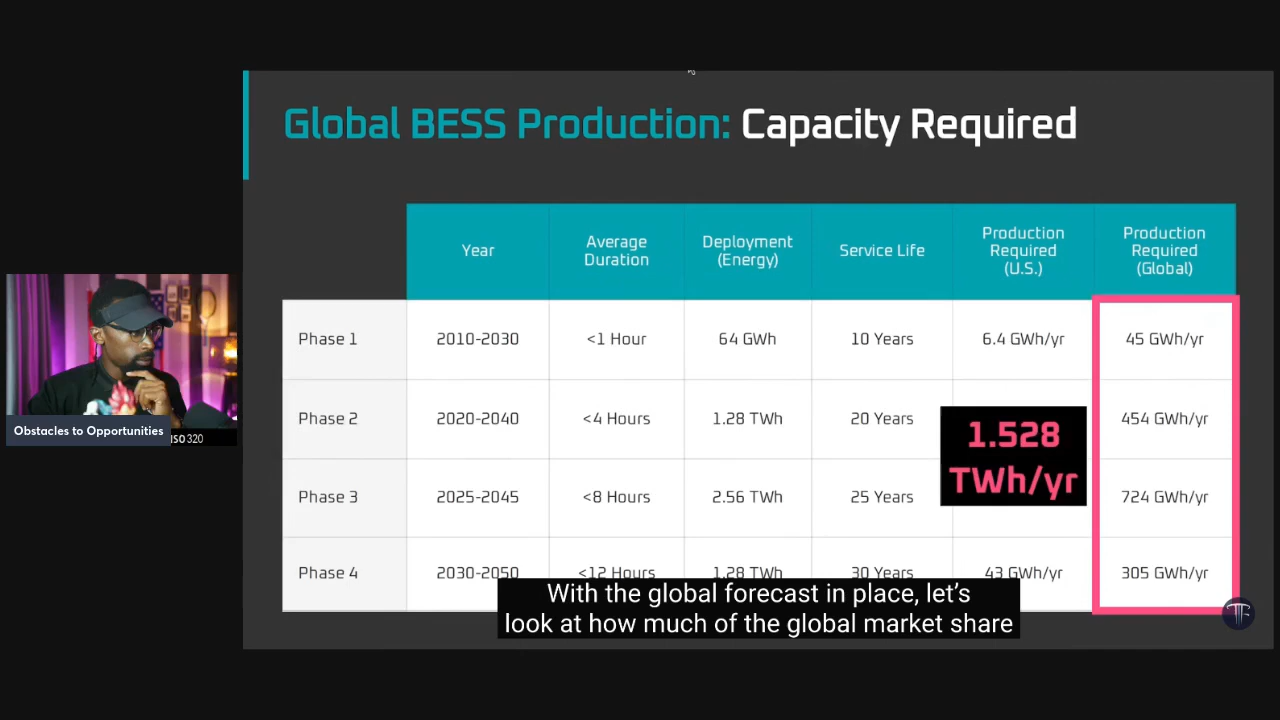 Global BESS Production: Capacity Required
Year
Average
Duration
Deployment
(Energy)
Service Life
Production
Required
(U.S.)
Production
Required
(Global)
Phase 1
2010-2030
<1 Hour
64 GWh
10 Years
6.4 GWh/yr
45 GWh/yr
Phase 2
2020-2040
<4 Hours
1.28 TWh
20 Years
454 GWh/yr
1.528
TWh/yr
Phase 3
2025-2045
<8 Hours
2.56 TWh
25 Years
724 GWh/yr
Phase 4
2030-2050
<12 Hours
1.28 TWh
30 Years
43 GWh/yr
305 GWh/yr
With the global forecast in place, let's
look at how much of the global market share
Obstacles to Opportunities
ISO 320